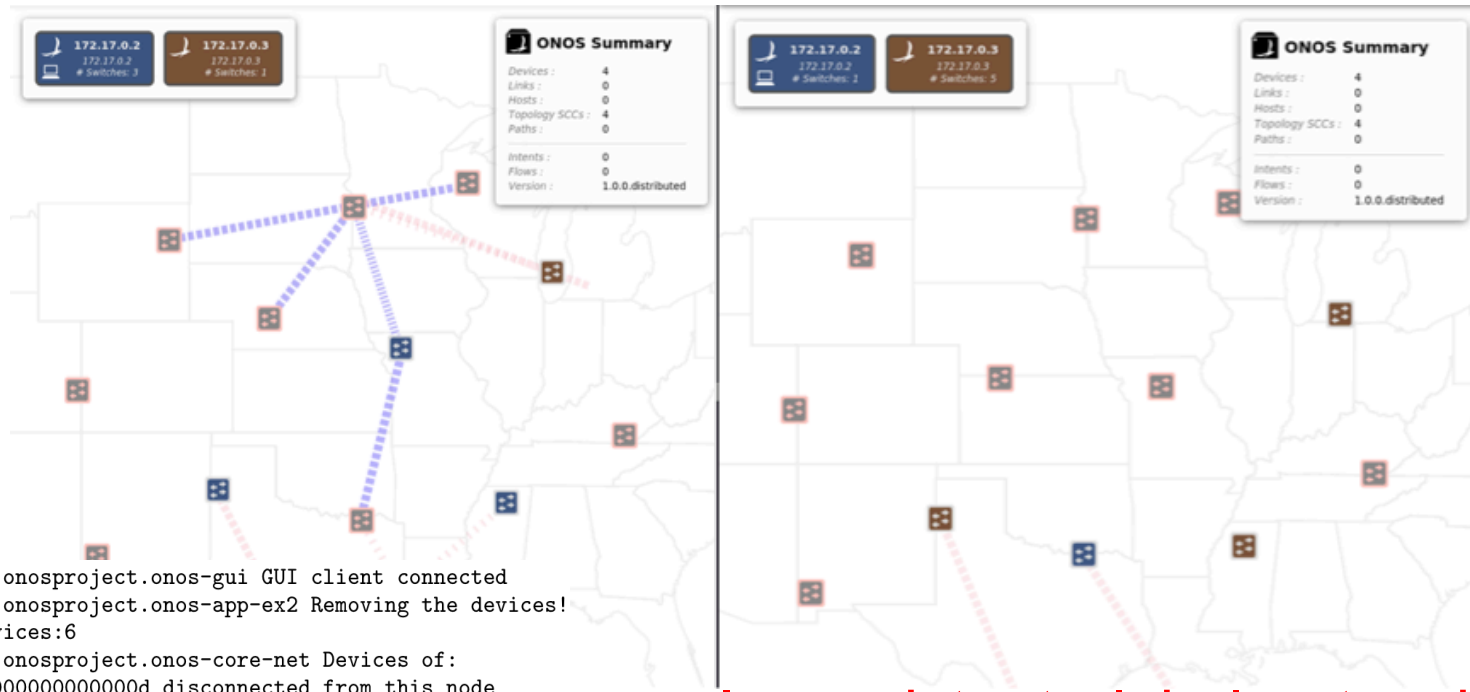 172.17.0.2
172.17.0.2
# Switches: 3
172.17.0.3
172.17.0.3
# Switches: 1
ONOS Summary
Devices : 4
Links : 0
Hosts : 0
Topology SCCs : 4
Paths : 0
Intents : 0
Flows : 0
Version : 1.0.0.distributed
172.17.0.2
172.17.0.2
# Switches: 1
172.17.0.3
172.17.0.3
# Switches: 5
ONOS Summary
Devices : 4
Links : 0
Hosts : 0
Topology SCCs : 4
Paths : 0
Intents : 0
Flows : 0
Version : 1.0.0.distributed
onosproject.onos-gui GUI client connected
onosproject.onos-app-ex2 Removing the devices!
ices:6
onosproject.onos-core-net Devices of:
000000000000d disconnected from this node